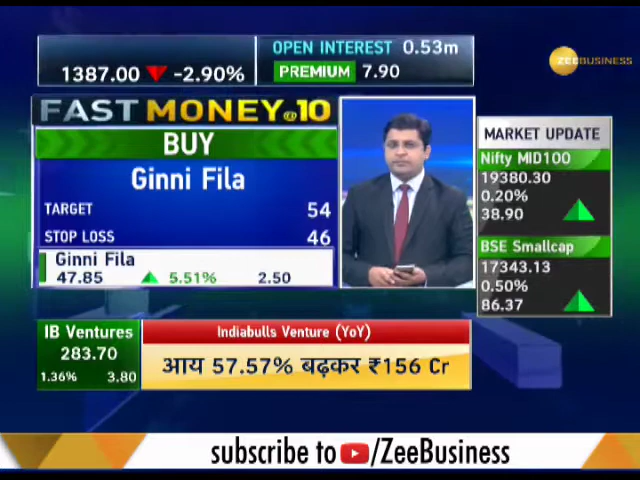 1387.00 -2.90%
OPEN INTEREST 0.53m
PREMIUM 7.90
ZEEBUSINESS
FAST MONEY@10
BUY
Ginni Fila
TARGET 54
STOP LOSS 46
Ginni Fila
47.85 5.51% 2.50
MARKET UPDATE
Nifty MID100
19380.30
0.20%
38.90
BSE Smallcap
17343.13
0.50%
86.37
IB Ventures
283.70
1.36% 3.80
Indiabulls Venture (YoY)
आय 57.57% बढ़कर ₹156 Cr
subscribe to /ZeeBusiness